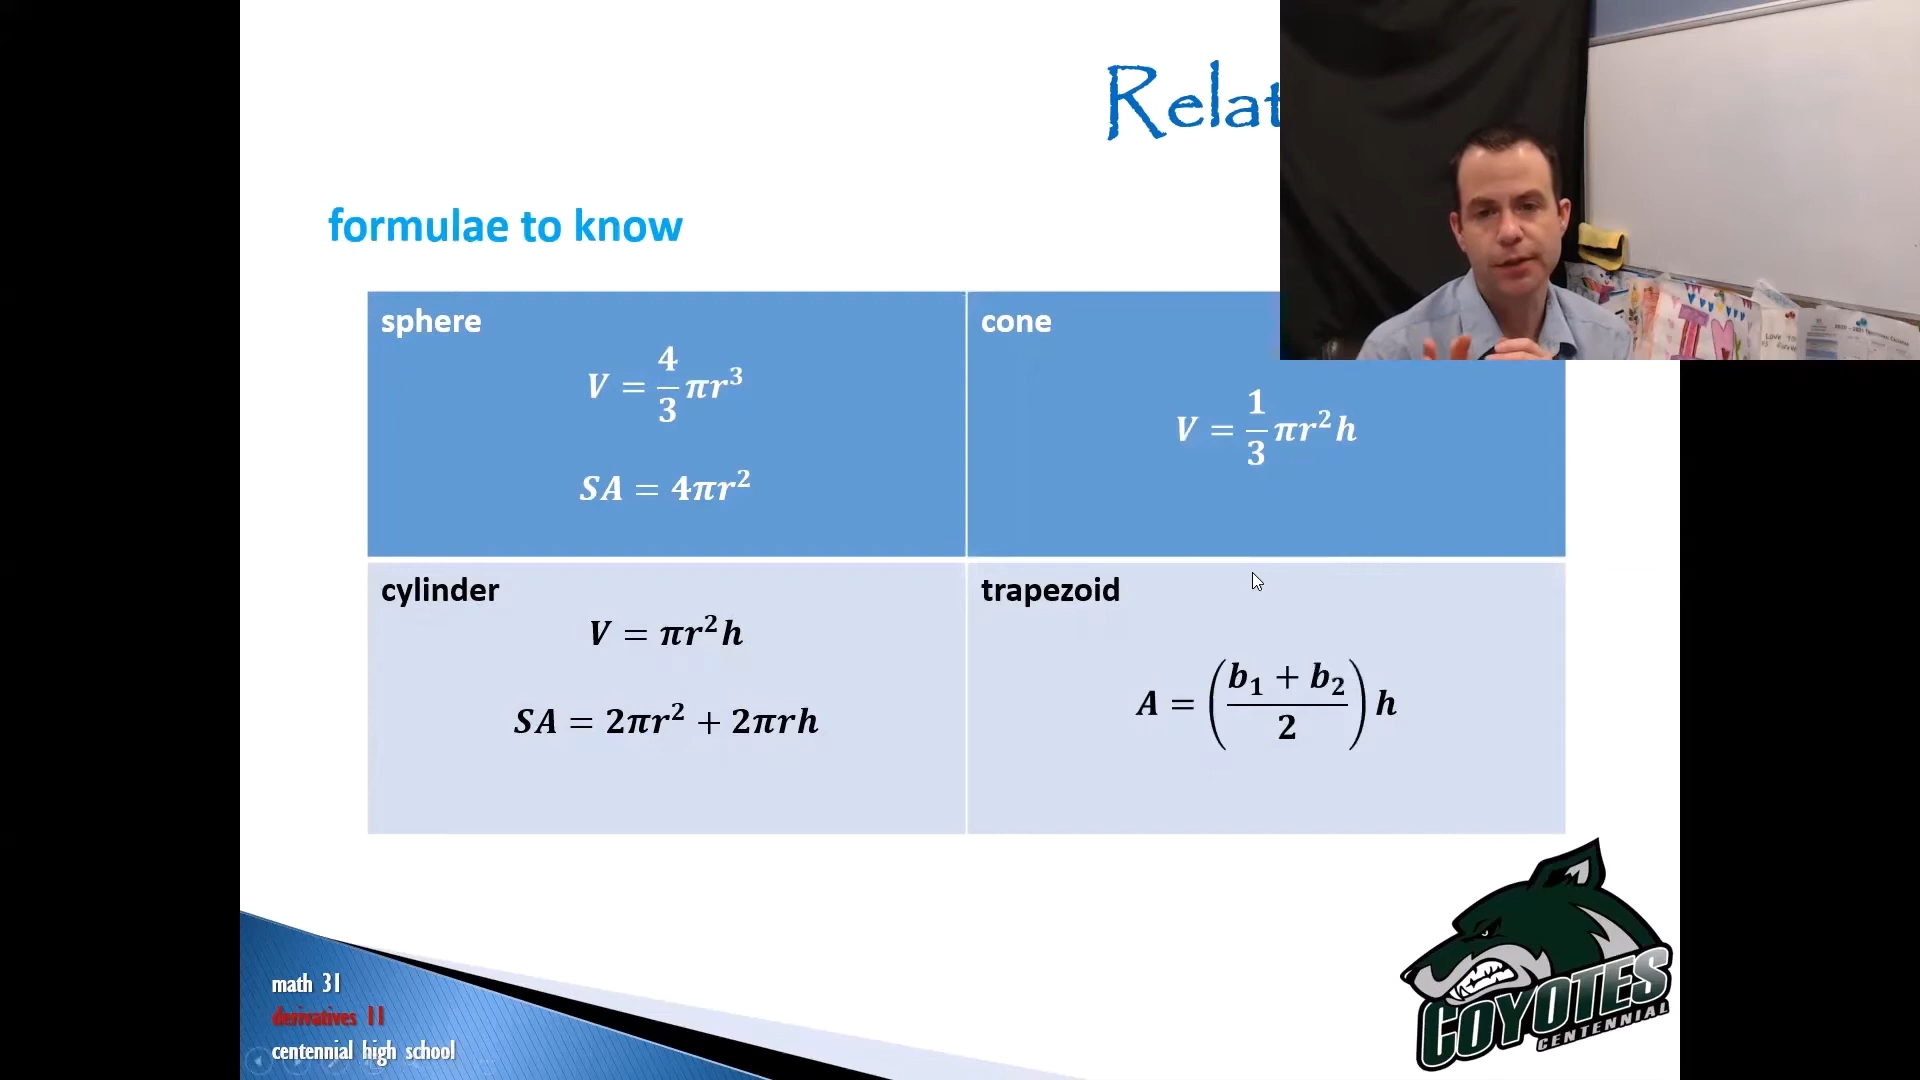 Relat
formulae to know
sphere
V = 4/3 πr³
SA = 4πr²
cone
V = 1/3 πr²h
cylinder
V = πr²h
SA = 2πr² + 2πrh
trapezoid
A = ((b₁ + b₂)/2) h
math 31
derivatives 11
centennial high school
COYOTES
CENTENNIAL